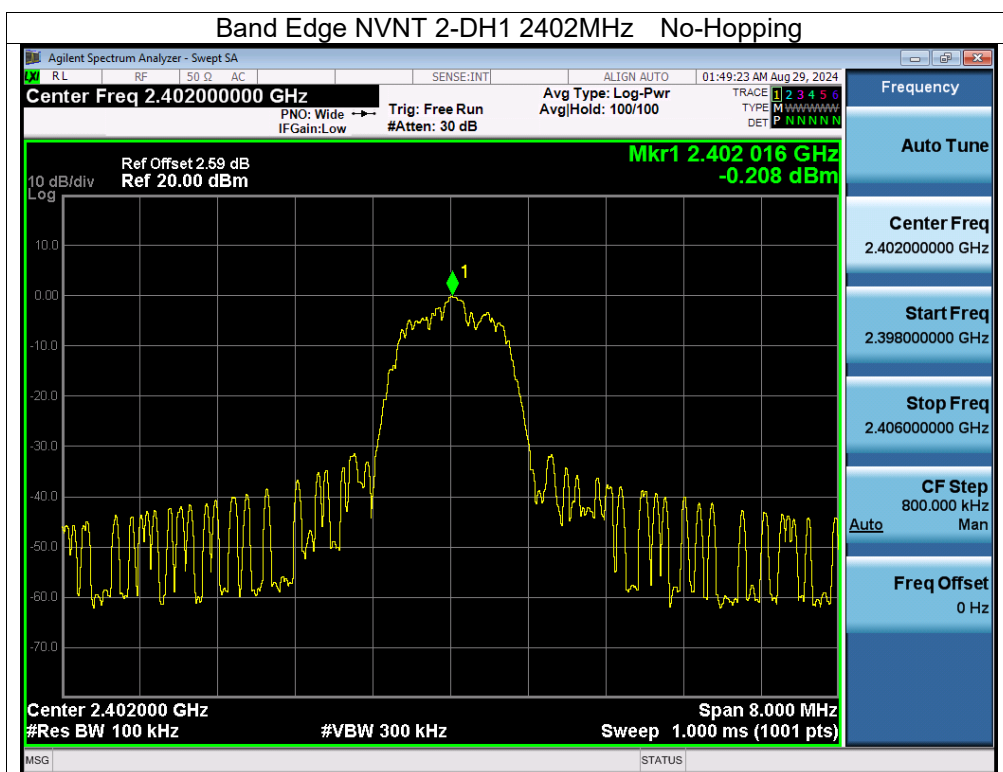 Band Edge NVNT 2-DH1 2402MHz No-Hopping
Agilent Spectrum Analyzer - Swept SA
LXI RL RF 50 Ω AC SENSE:INT ALIGN AUTO 01:49:23 AM Aug 29, 2024
Center Freq 2.402000000 GHz
PNO: Wide
IFGain:Low
Trig: Free Run
#Atten: 30 dB
Avg Type: Log-Pwr
Avg|Hold: 100/100
TRACE 1 2 3 4 5 6
TYPE M WWWWW
DET P N N N N N
Ref Offset 2.59 dB
Ref 20.00 dBm
10 dB/div
Log
Mkr1 2.402 016 GHz
-0.208 dBm
1
10.0
0.00
-10.0
-20.0
-30.0
-40.0
-50.0
-60.0
-70.0
Center 2.402000 GHz
Span 8.000 MHz
#Res BW 100 kHz
#VBW 300 kHz
Sweep 1.000 ms (1001 pts)
MSG
STATUS
Frequency
Auto Tune
Center Freq
2.402000000 GHz
Start Freq
2.398000000 GHz
Stop Freq
2.406000000 GHz
CF Step
800.000 kHz
Auto Man
Freq Offset
0 Hz